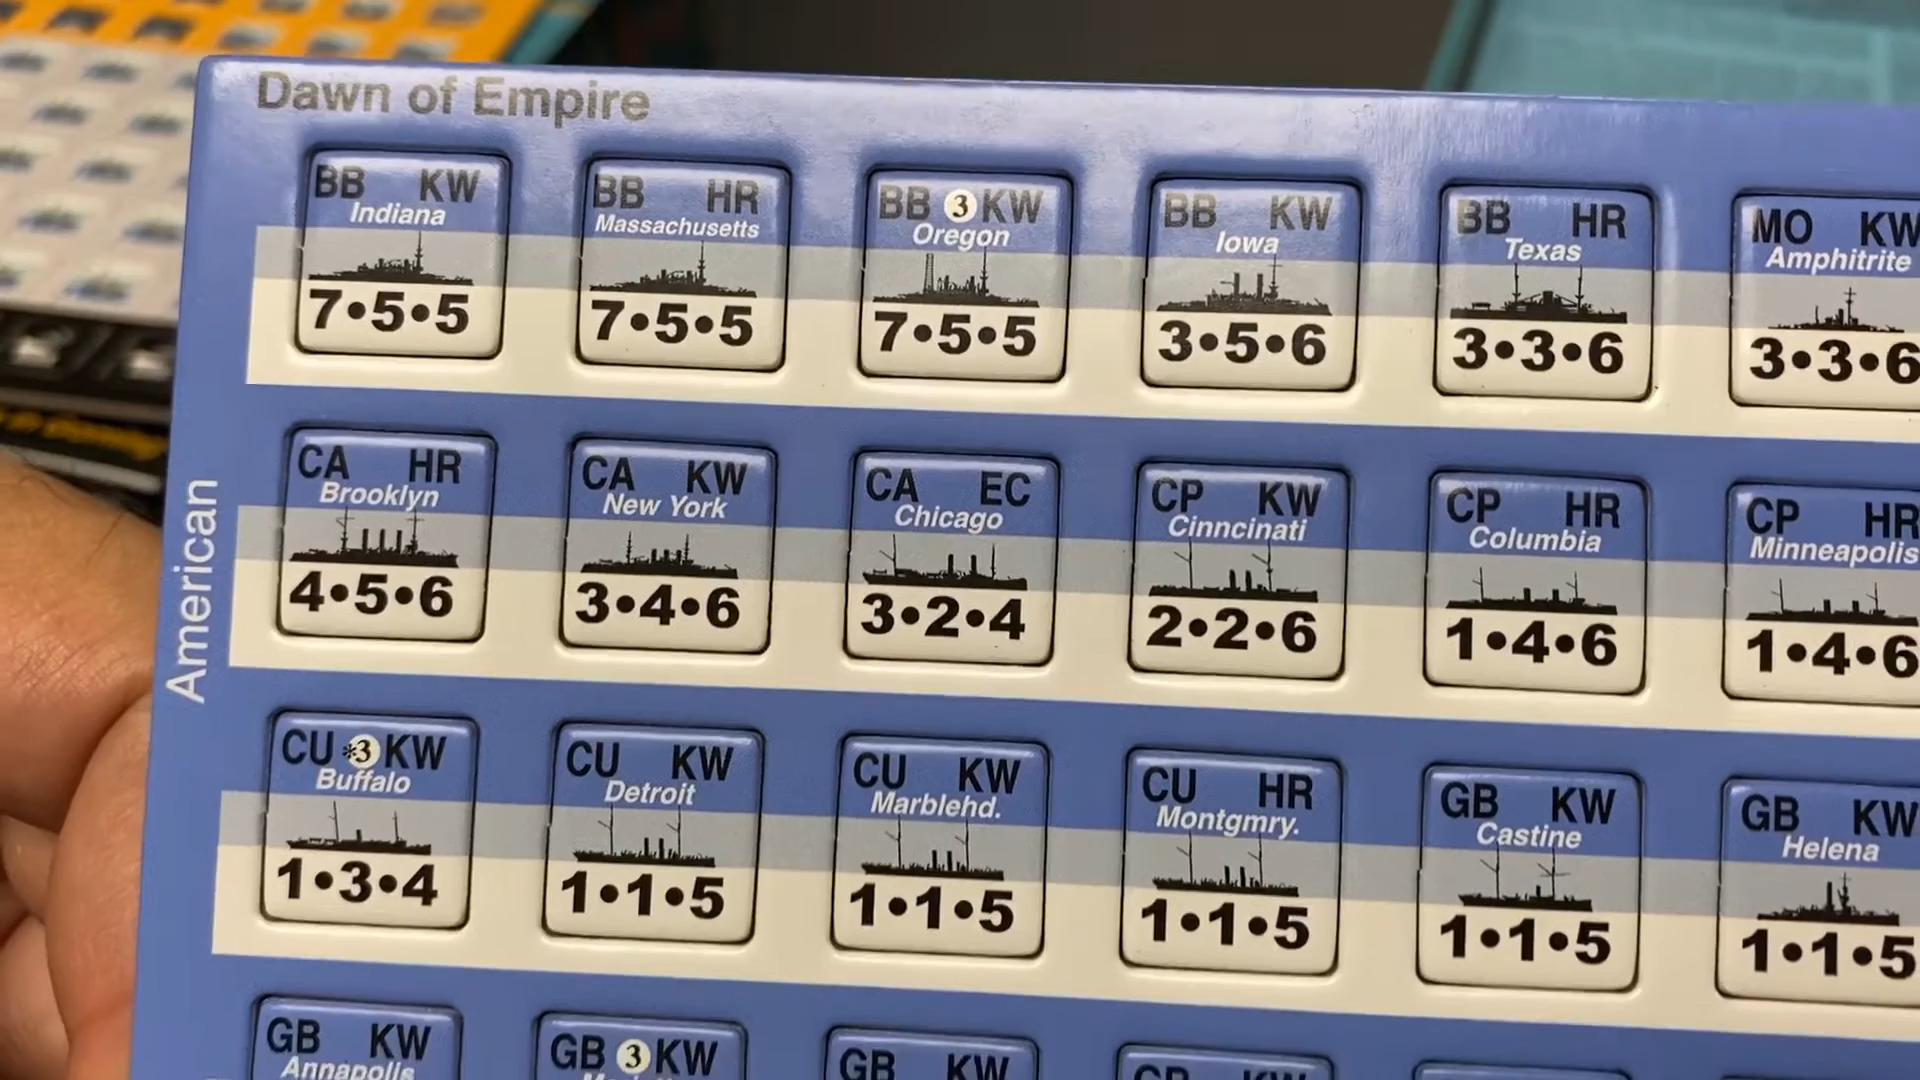 Dawn of Empire
American
BB KW
Indiana
7•5•5
BB HR
Massachusetts
7•5•5
BB 3 KW
Oregon
7•5•5
BB KW
Iowa
3•5•6
BB HR
Texas
3•3•6
MO KW
Amphitrite
3•3•6
CA HR
Brooklyn
4•5•6
CA KW
New York
3•4•6
CA EC
Chicago
3•2•4
CP KW
Cinncinati
2•2•6
CP HR
Columbia
1•4•6
CP HR
Minneapolis
1•4•6
CU *3 KW
Buffalo
1•3•4
CU KW
Detroit
1•1•5
CU KW
Marblehd.
1•1•5
CU HR
Montgmry.
1•1•5
GB KW
Castine
1•1•5
GB KW
Helena
1•1•5
GB KW
Annapolis
GB 3 KW
GB KW